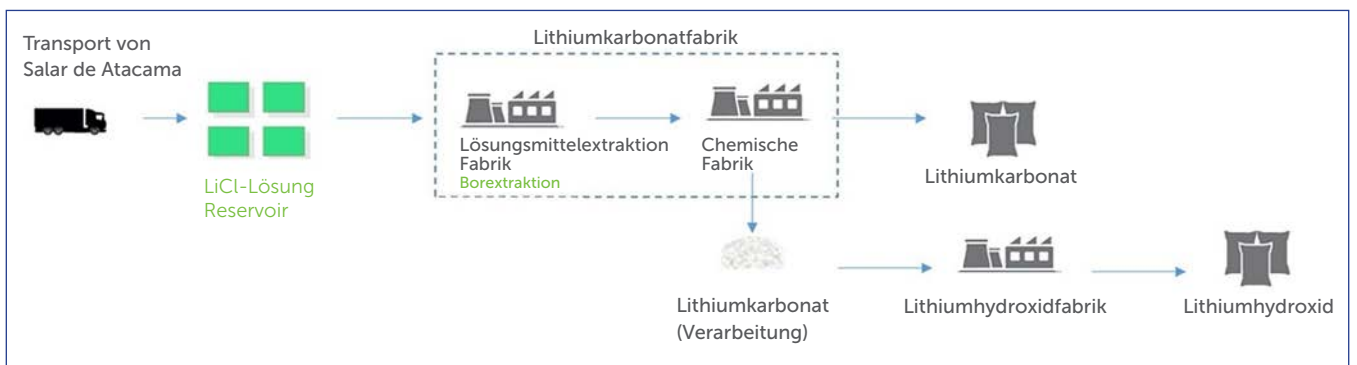 Transport von
Salar de Atacama
LiCl-Lösung
Reservoir
Lithiumkarbonatfabrik
Lösungsmittelextraktion
Fabrik
Borextraktion
Chemische
Fabrik
Lithiumkarbonat
Lithiumkarbonat
(Verarbeitung)
Lithiumhydroxidfabrik
Lithiumhydroxid